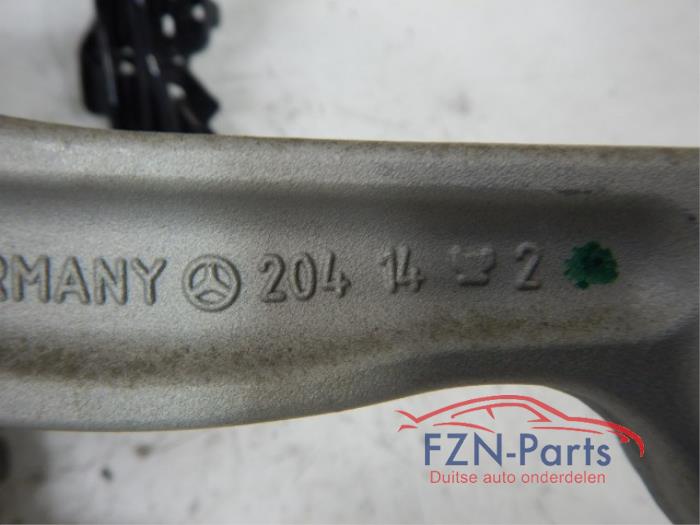 RMANY 204 14 2
FZN-Parts
Duitse auto onderdelen